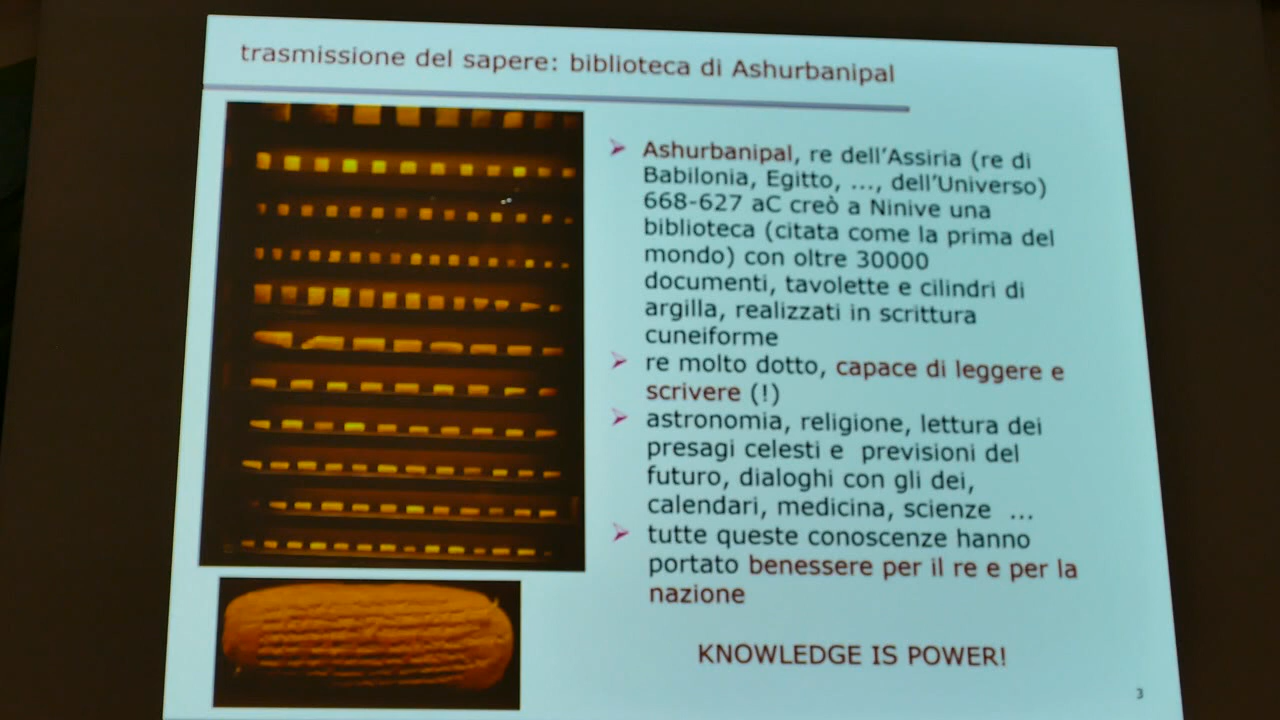 trasmissione del sapere: biblioteca di Ashurbanipal
Ashurbanipal, re dell'Assiria (re di
Babilonia, Egitto, ..., dell'Universo)
668-627 aC creò a Ninive una
biblioteca (citata come la prima del
mondo) con oltre 30000
documenti, tavolette e cilindri di
argilla, realizzati in scrittura
cuneiforme
re molto dotto, capace di leggere e
scrivere (!)
astronomia, religione, lettura dei
presagi celesti e previsioni del
futuro, dialoghi con gli dei,
calendari, medicina, scienze ...
tutte queste conoscenze hanno
portato benessere per il re e per la
nazione
KNOWLEDGE IS POWER!
3